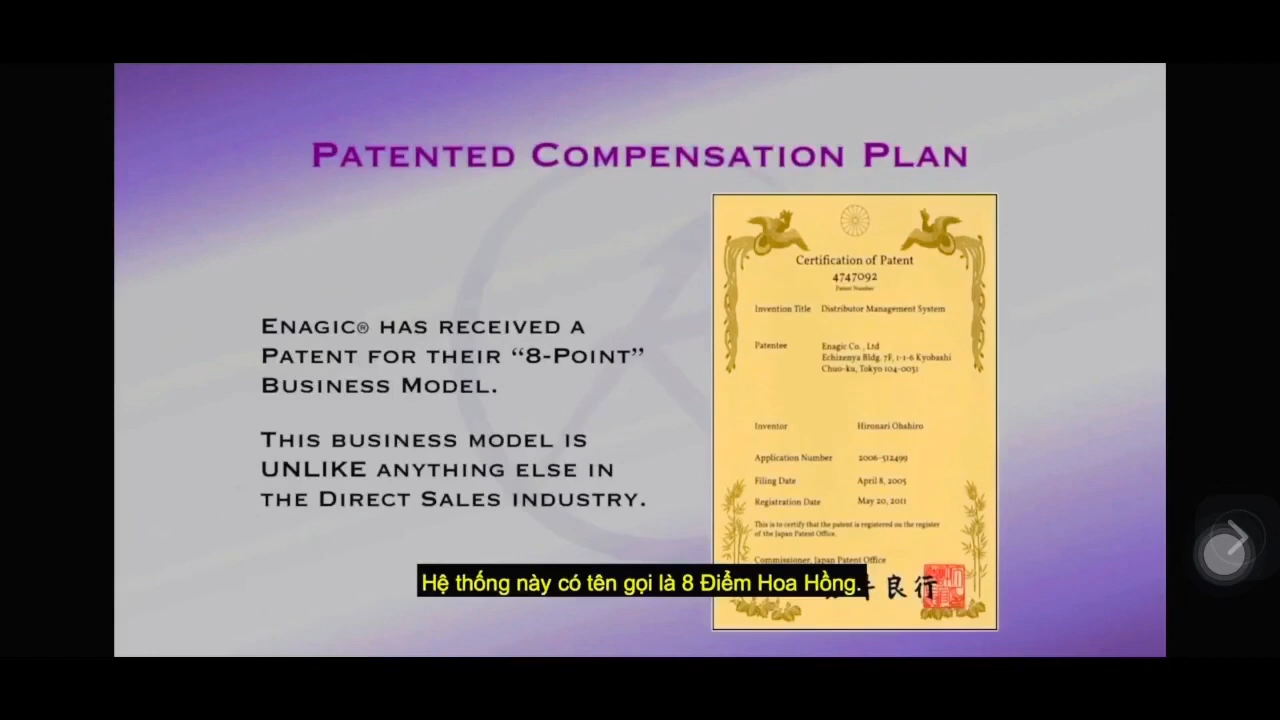 PATENTED COMPENSATION PLAN
ENAGIC® HAS RECEIVED A
PATENT FOR THEIR “8-POINT”
BUSINESS MODEL.
THIS BUSINESS MODEL IS
UNLIKE ANYTHING ELSE IN
THE DIRECT SALES INDUSTRY.
Certification of Patent
4747092
Patent Number
Invention Title Distributor Management System
Patentee Enagic Co. , Ltd
Echizenya Bldg. 7F, 1-1-6 Kyobashi
Chuo-ku, Tokyo 104-0031
Inventor Hironari Ohshiro
Application Number 2006-512499
Filing Date April 8, 2005
Registration Date May 20, 2011
This is to certify that the patent is registered on the register
of the Japan Patent Office.
Commissioner, Japan Patent Office
良行
Hệ thống này có tên gọi là 8 Điểm Hoa Hồng.